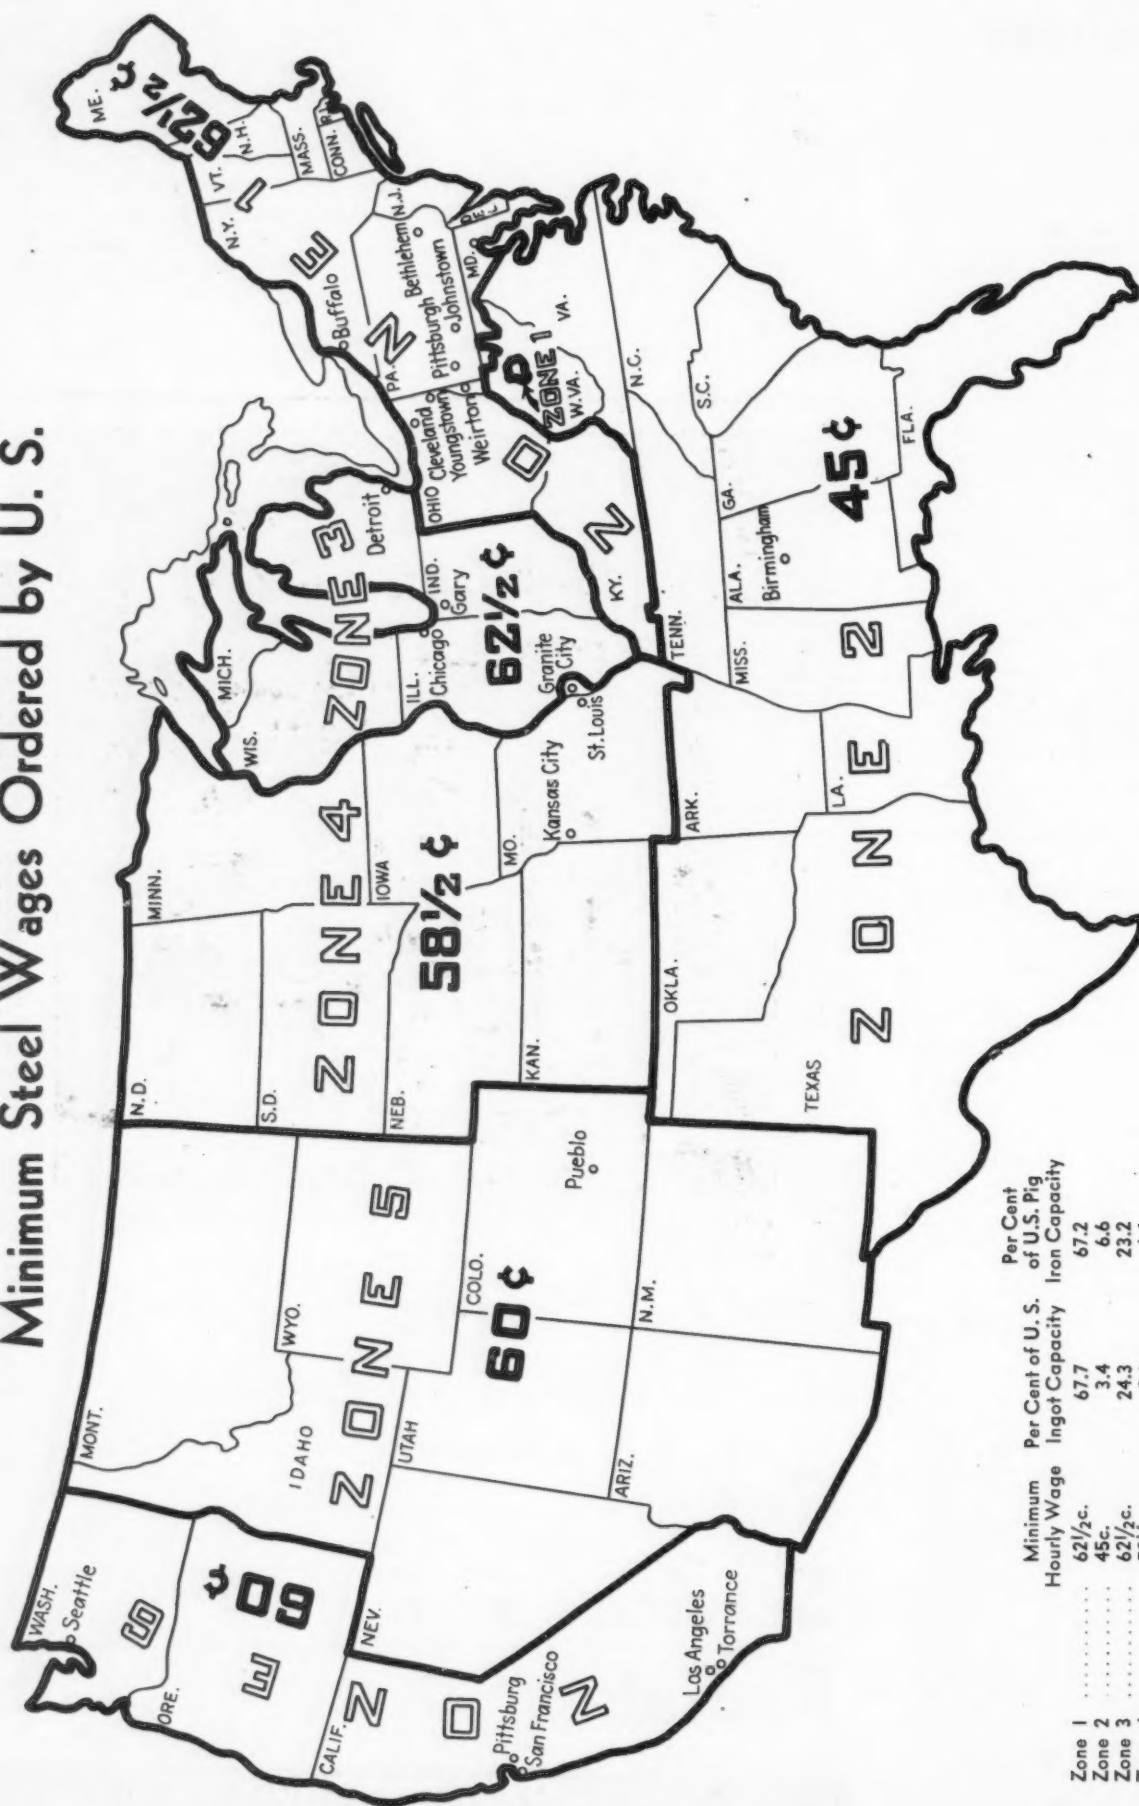 Minimum Steel Wages Ordered by U. S.
WASH.
Seattle
MONT.
N.D.
MINN.
ME.
62½ ¢
VT.
N.H.
N.Y.
MASS.
CONN.
R.I.
ORE.
IDAHO
WYO.
S.D.
WIS.
MICH.
Buffalo
PA.
N.J.
Bethlehem
Pittsburgh
Johnstown
MD.
DEL.
ZONE 1
ZONE 6
60 ¢
ZONE 5
60 ¢
ZONE 4
58½ ¢
ZONE 3
62½ ¢
Detroit
OHIO
Cleveland
Youngstown
Weirton
ZONE 1
W.VA.
VA.
CALIF.
NEV.
UTAH
COLO.
NEB.
IOWA
ILL.
Chicago
IND.
Gary
Pittsburg
San Francisco
Pueblo
KAN.
MO.
Kansas City
St. Louis
Granite City
KY.
Los Angeles
Torrance
ARIZ.
N.M.
OKLA.
ARK.
TENN.
N.C.
S.C.
TEXAS
LA.
MISS.
ALA.
Birmingham
GA.
FLA.
ZONE 2
45 ¢
Minimum Hourly Wage
Per Cent of U. S. Ingot Capacity
Per Cent of U.S. Pig Iron Capacity
Zone 1 .......... 62½c. 67.7 67.2
Zone 2 .......... 45c. 3.4 6.6
Zone 3 .......... 62½c. 24.3 23.2